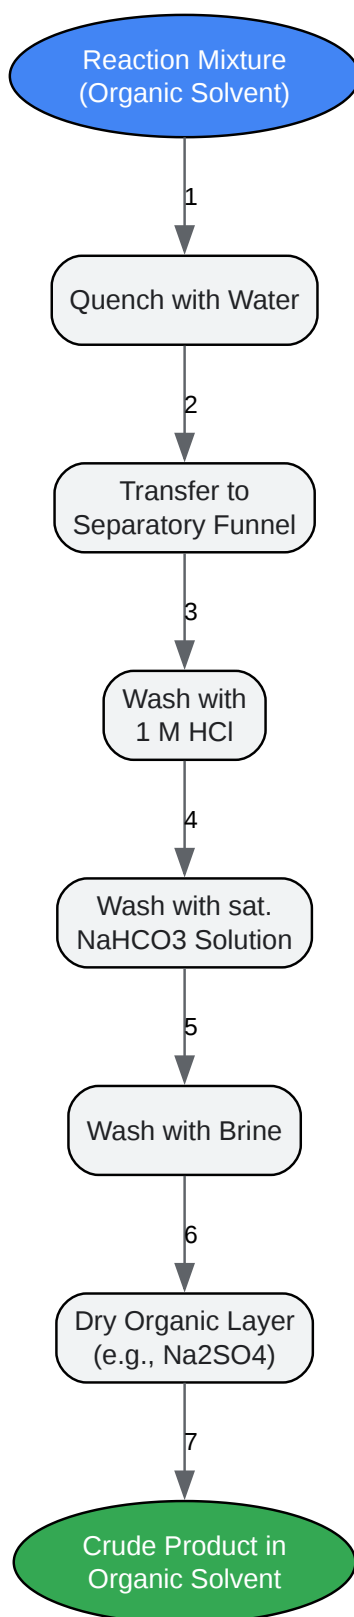 Reaction Mixture
(Organic Solvent)
1
Quench with Water
2
Transfer to
Separatory Funnel
3
Wash with
1 M HCl
4
Wash with sat.
NaHCO3 Solution
5
Wash with Brine
6
Dry Organic Layer
(e.g., Na2SO4)
7
Crude Product in
Organic Solvent